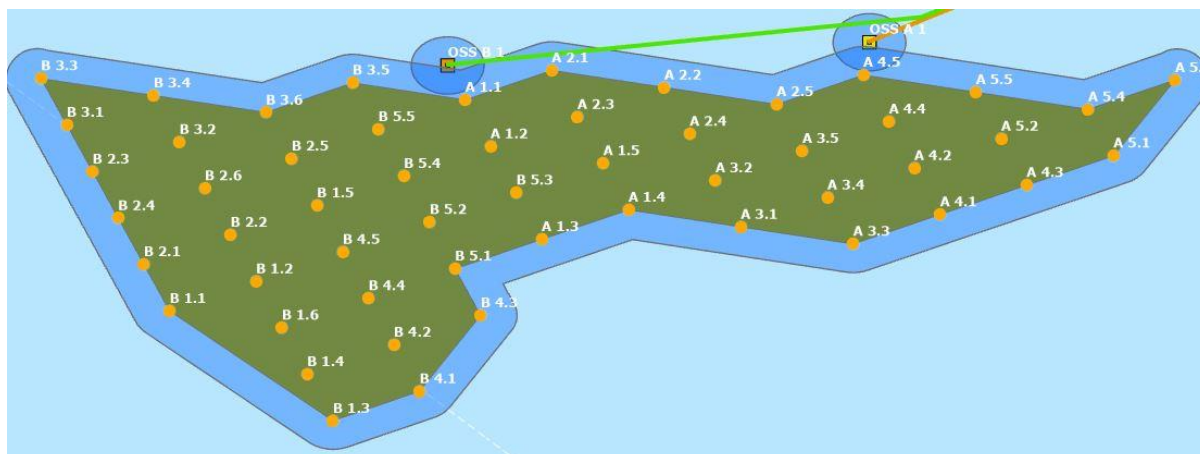 OSS B.1
OSS A 1
A 2.1
A 4.5
B 3.3
B 3.4
B 3.5
A 2.2
A 5.5
A 5.
B 3.6
A 1.1
A 2.5
A 5.4
B 3.1
B 3.2
B 5.5
A 2.3
A 4.4
B 2.5
A 1.2
A 2.4
A 3.5
A 5.2
B 2.3
B 2.6
B 5.4
A 1.5
A 4.2
A 5.1
B 1.5
B 5.3
A 3.2
A 3.4
A 4.3
B 2.4
B 2.2
B 5.2
A 1.4
A 4.1
B 2.1
B 4.5
A 1.3
A 3.1
A 3.3
B 1.2
B 5.1
B 1.1
B 4.4
B 4.3
B 1.6
B 4.2
B 1.4
B 4.1
B 1.3